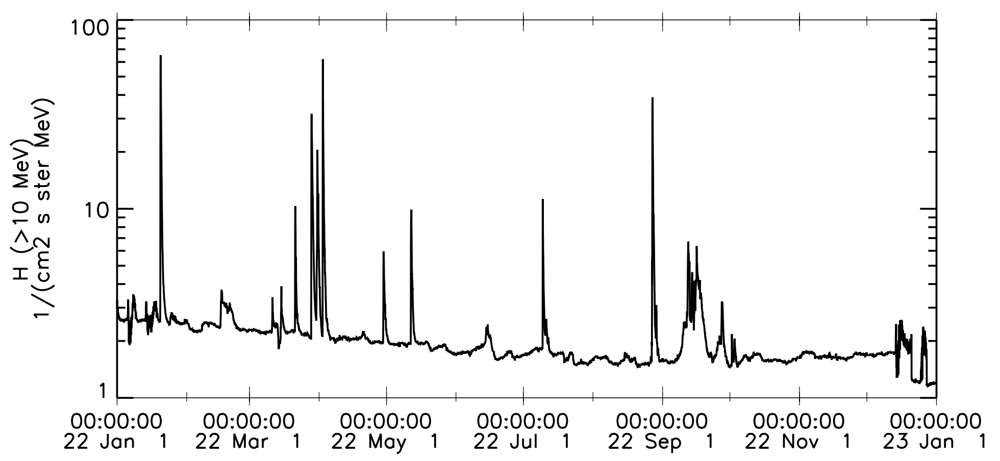 100
10
1
H (>10 MeV)
1/(cm2 s ster MeV)
00:00:00 00:00:00 00:00:00 00:00:00 00:00:00 00:00:00 00:00:00
22 Jan 1 22 Mar 1 22 May 1 22 Jul 1 22 Sep 1 22 Nov 1 23 Jan 1